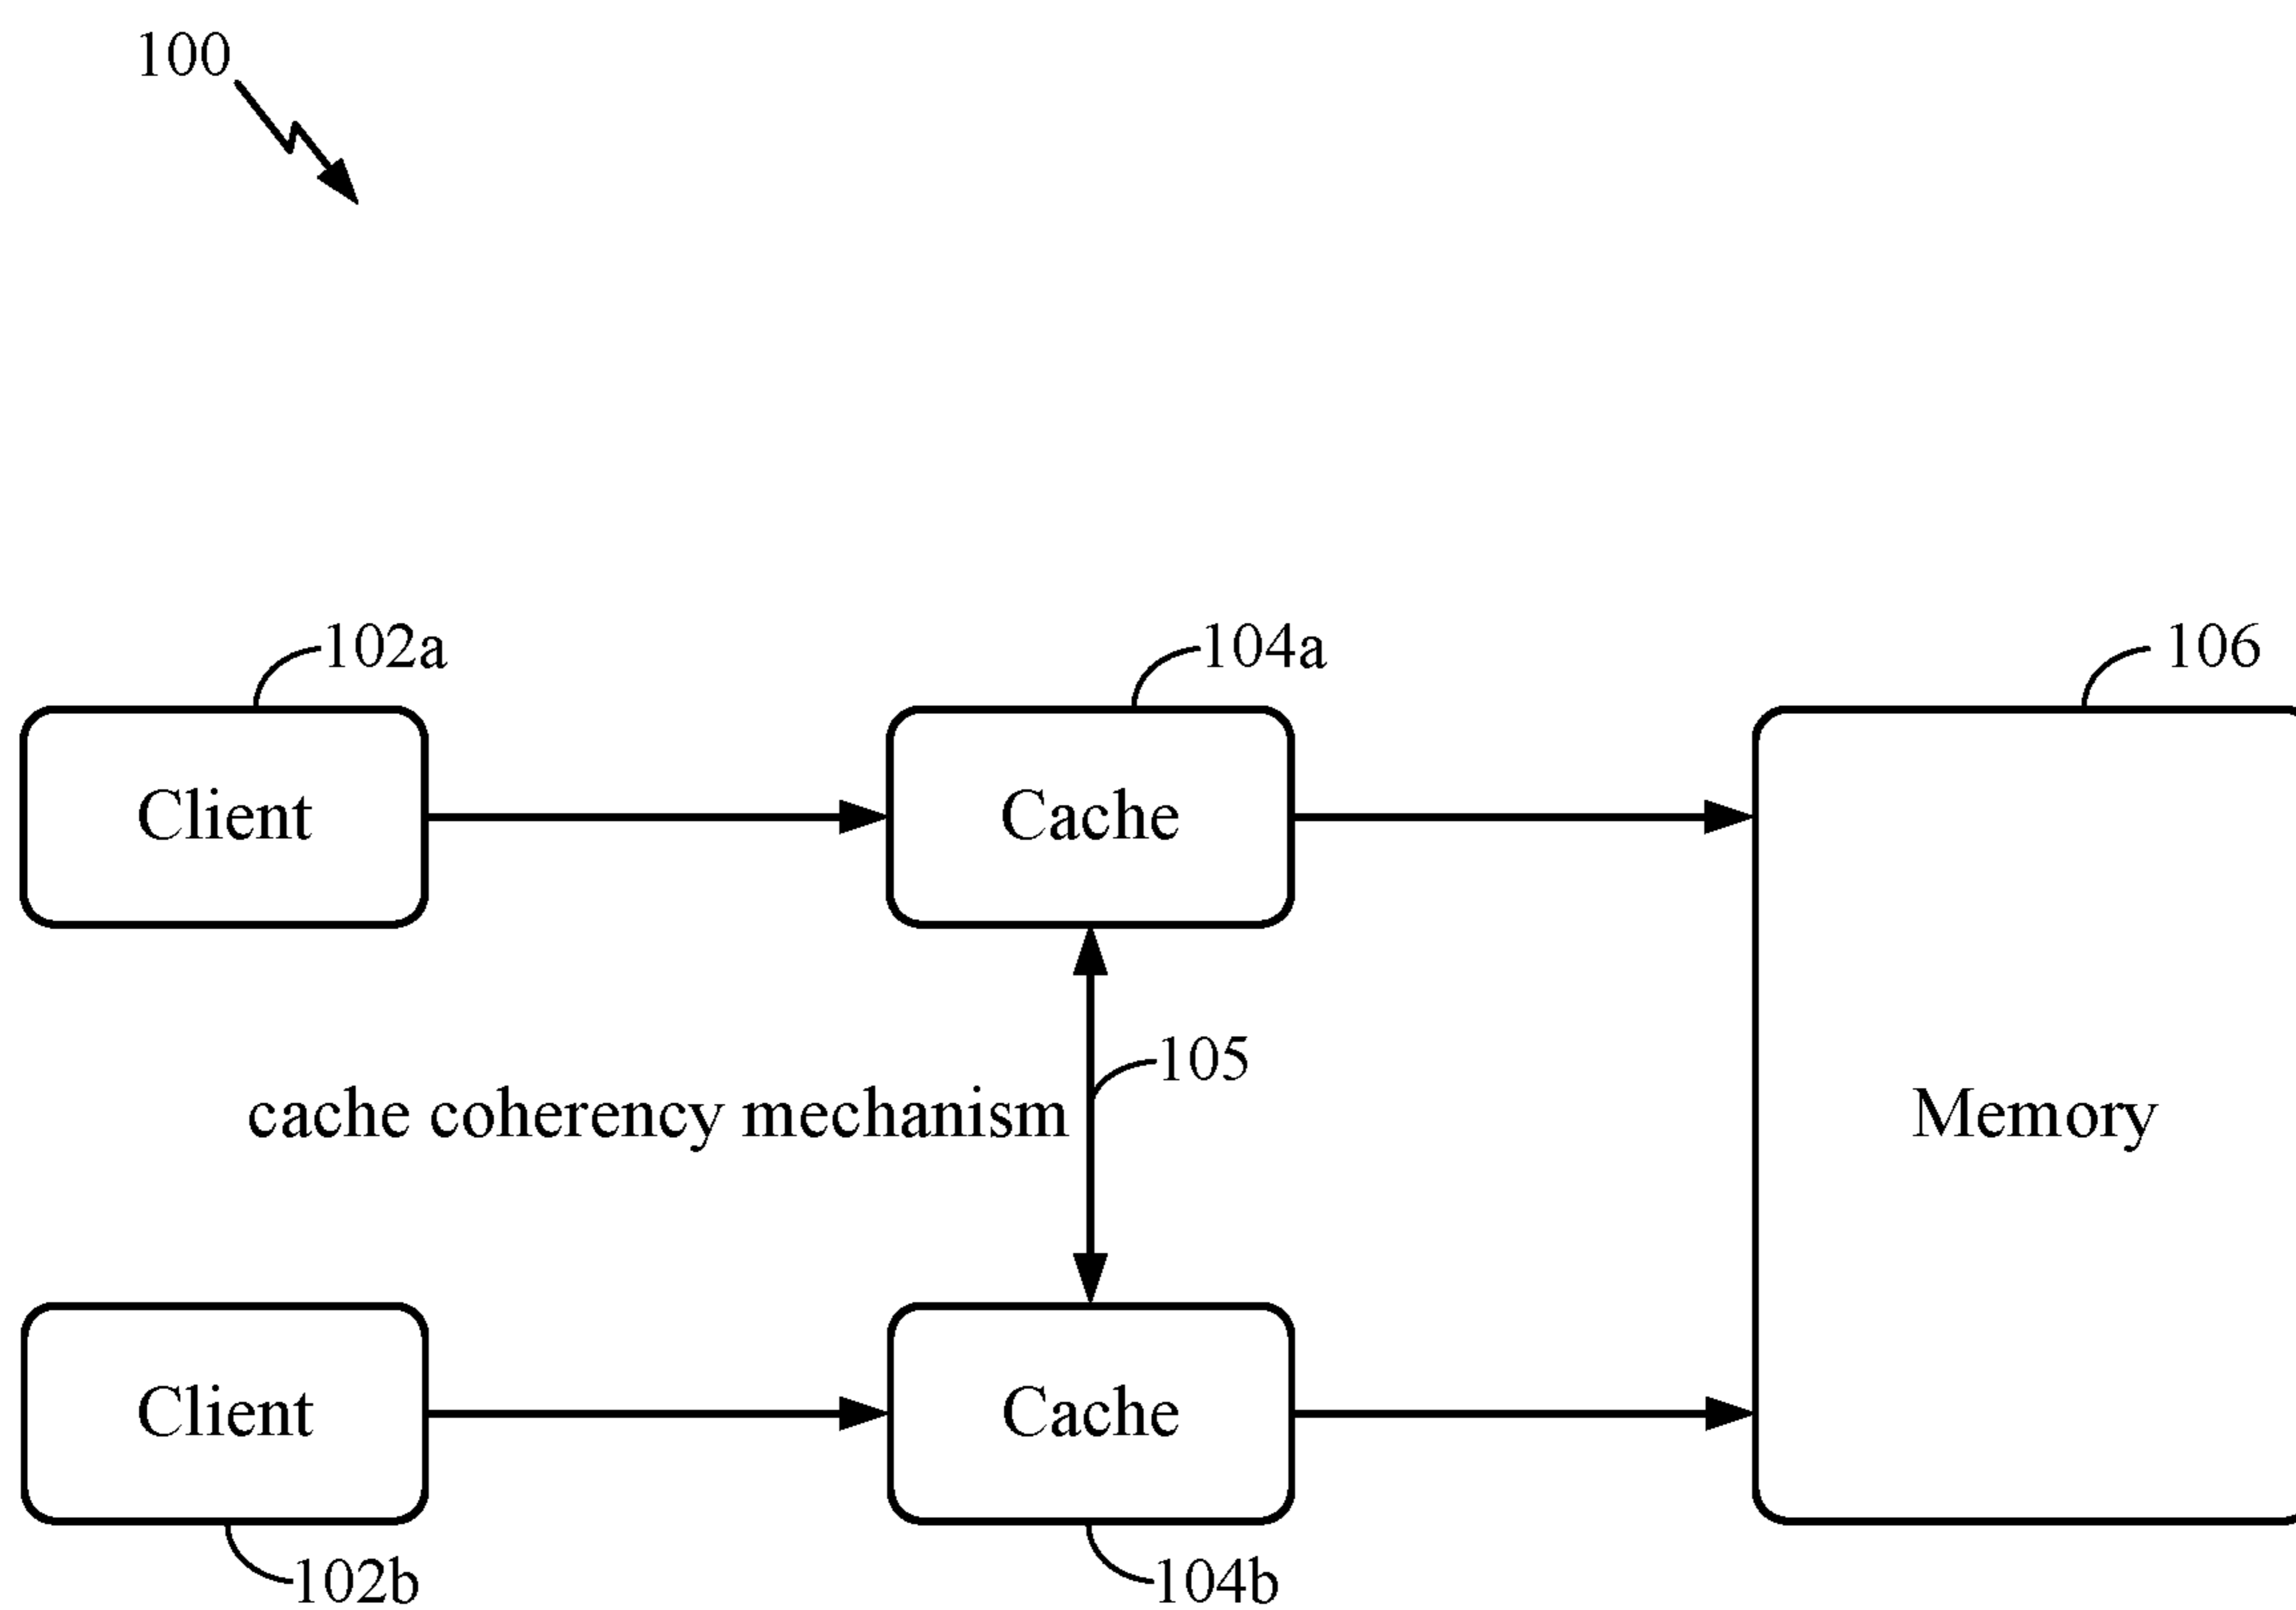 100
102a
104a
106
Client
Cache
105
cache coherency mechanism
Memory
Client
Cache
102b
104b